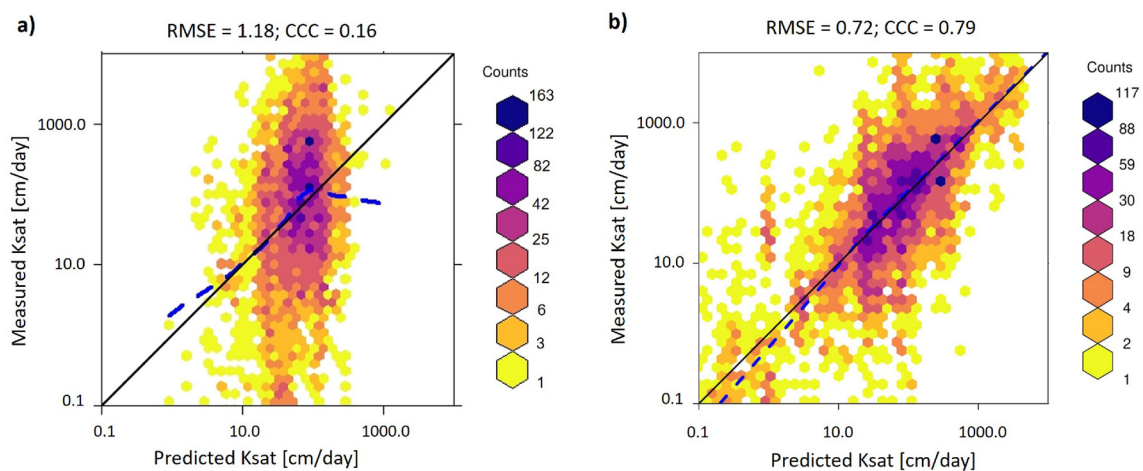 a)
RMSE = 1.18; CCC = 0.16
Measured Ksat [cm/day]
1000.0
10.0
0.1
0.1 10.0 1000.0
Predicted Ksat [cm/day]
Counts
163
122
82
42
25
12
6
3
1
b)
RMSE = 0.72; CCC = 0.79
Measured Ksat [cm/day]
1000.0
10.0
0.1
0.1 10.0 1000.0
Predicted Ksat [cm/day]
Counts
117
88
59
30
18
9
4
2
1